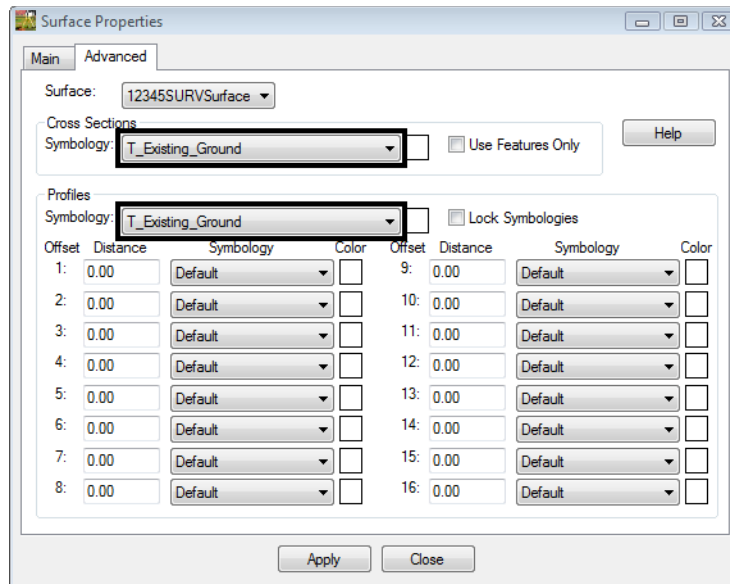 Surface Properties
Main Advanced
Surface: 12345SURVSurface
Cross Sections
Symbology: T_Existing_Ground Use Features Only Help
Profiles
Symbology: T_Existing_Ground Lock Symbologies
Offset Distance Symbology Color Offset Distance Symbology Color
1: 0.00 Default 9: 0.00 Default
2: 0.00 Default 10: 0.00 Default
3: 0.00 Default 11: 0.00 Default
4: 0.00 Default 12: 0.00 Default
5: 0.00 Default 13: 0.00 Default
6: 0.00 Default 14: 0.00 Default
7: 0.00 Default 15: 0.00 Default
8: 0.00 Default 16: 0.00 Default
Apply Close